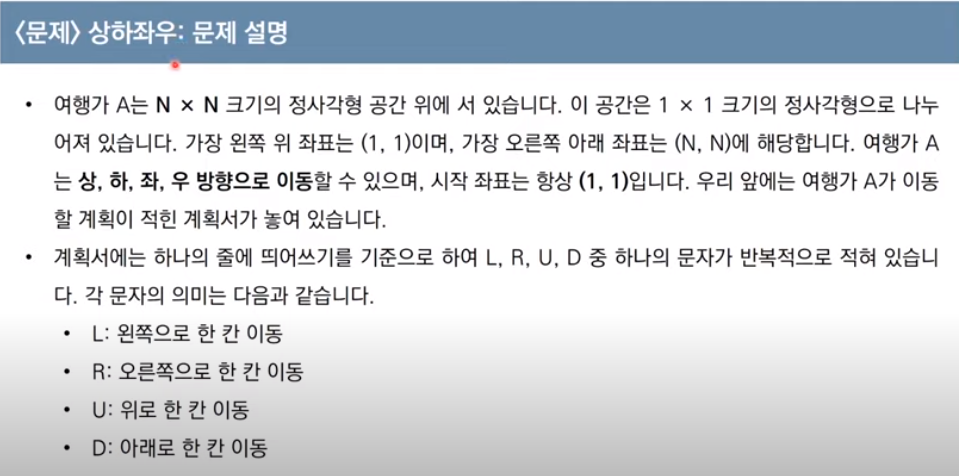 <문제> 상하좌우: 문제 설명
• 여행가 A는 N × N 크기의 정사각형 공간 위에 서 있습니다. 이 공간은 1 × 1 크기의 정사각형으로 나누
어져 있습니다. 가장 왼쪽 위 좌표는 (1, 1)이며, 가장 오른쪽 아래 좌표는 (N, N)에 해당합니다. 여행가 A
는 상, 하, 좌, 우 방향으로 이동할 수 있으며, 시작 좌표는 항상 (1, 1)입니다. 우리 앞에는 여행가 A가 이동
할 계획이 적힌 계획서가 놓여 있습니다.
• 계획서에는 하나의 줄에 띄어쓰기를 기준으로 하여 L, R, U, D 중 하나의 문자가 반복적으로 적혀 있습니
다. 각 문자의 의미는 다음과 같습니다.
• L: 왼쪽으로 한 칸 이동
• R: 오른쪽으로 한 칸 이동
• U: 위로 한 칸 이동
• D: 아래로 한 칸 이동